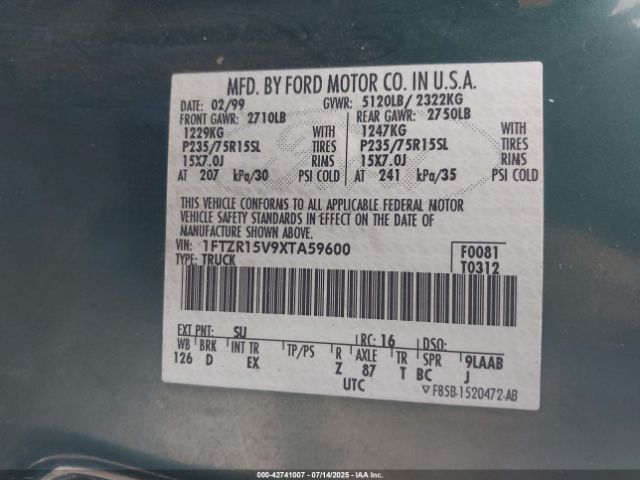 MFD. BY FORD MOTOR CO. IN U.S.A.
DATE: 02/99 GVWR: 5120LB/ 2322KG
FRONT GAWR: 2710LB REAR GAWR: 2750LB
1229KG WITH 1247KG WITH
P235/75R15SL TIRES P235/75R15SL TIRES
15X7.0J RIMS 15X7.0J RIMS
AT 207 kPa/30 PSI COLD AT 241 kPa/35 PSI COLD
THIS VEHICLE CONFORMS TO ALL APPLICABLE FEDERAL MOTOR
VEHICLE SAFETY STANDARDS IN EFFECT ON THE DATE OF
MANUFACTURE SHOWN ABOVE.
VIN: 1FTZR15V9XTA59600 F0081
TYPE: TRUCK T0312
EXT PNT: SU RC: 16 DSO:
WB BRK INT TR TP/PS R AXLE TR SPR 9LAAB
126 D EX Z 87 T BC J
UTC F85B-1520472-AB
000-42741007 - 07/14/2025 - IAAI.COM